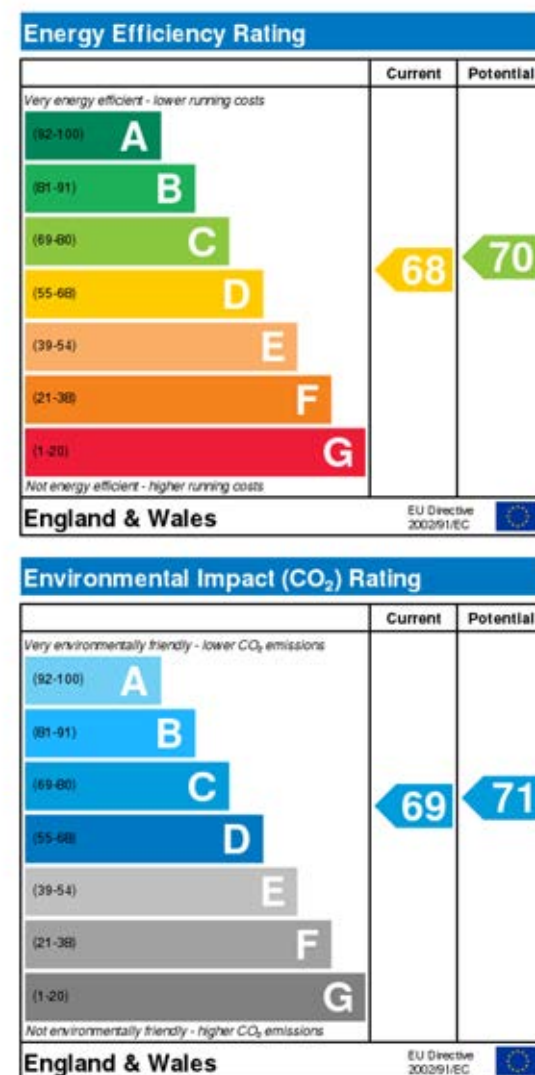 Energy Efficiency Rating
Current Potential
Very energy efficient - lower running costs
(92-100) A
(81-91) B
(69-80) C
(55-68) D
(39-54) E
(21-38) F
(1-20) G
68
70
Not energy efficient - higher running costs
England & Wales
EU Directive
2002/91/EC
Environmental Impact (CO₂) Rating
Current Potential
Very environmentally friendly - lower CO₂ emissions
(92-100) A
(81-91) B
(69-80) C
(55-68) D
(39-54) E
(21-38) F
(1-20) G
69
71
Not environmentally friendly - higher CO₂ emissions
England & Wales
EU Directive
2002/91/EC